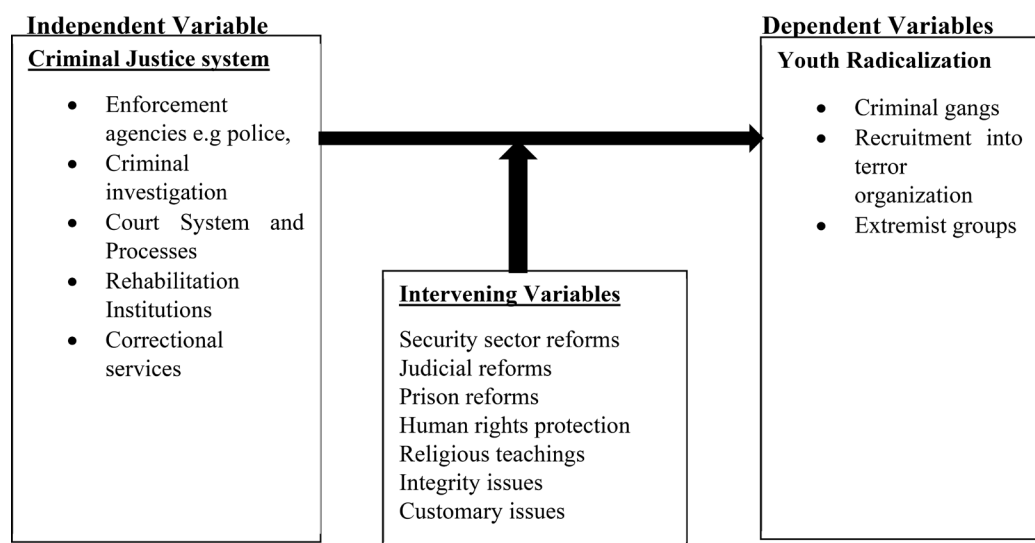 Independent Variable
Criminal Justice system
• Enforcement
agencies e.g police,
• Criminal
investigation
• Court System and
Processes
• Rehabilitation
Institutions
• Correctional
services
Intervening Variables
Security sector reforms
Judicial reforms
Prison reforms
Human rights protection
Religious teachings
Integrity issues
Customary issues
Dependent Variables
Youth Radicalization
• Criminal gangs
• Recruitment into
terror
organization
• Extremist groups